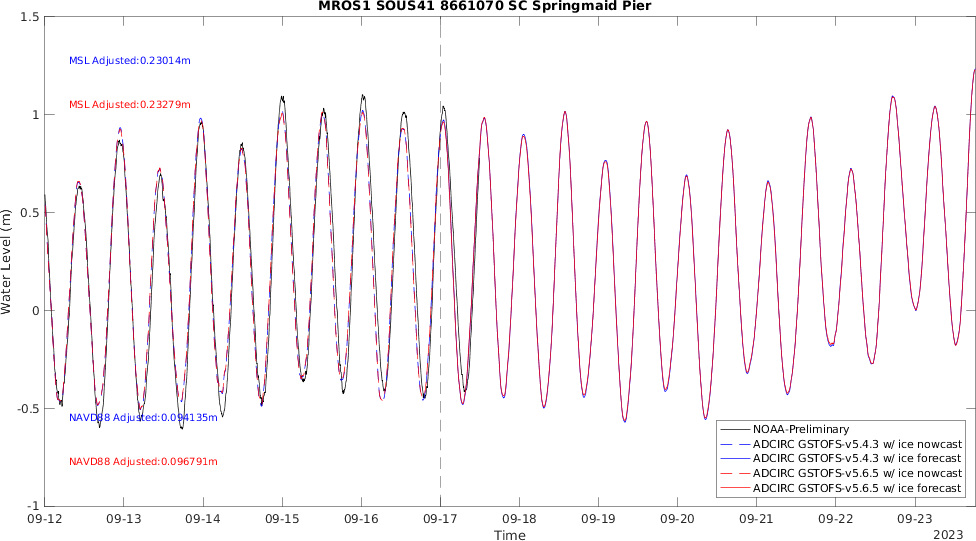 MROS1 SOUS41 8661070 SC Springmaid Pier
1.5
1
0.5
0
-0.5
-1
Water Level (m)
MSL Adjusted:0.23014m
MSL Adjusted:0.23279m
NAVD88 Adjusted:0.094135m
NAVD88 Adjusted:0.096791m
NOAA-Preliminary
ADCIRC GSTOFS-v5.4.3 w/ ice nowcast
ADCIRC GSTOFS-v5.4.3 w/ ice forecast
ADCIRC GSTOFS-v5.6.5 w/ ice nowcast
ADCIRC GSTOFS-v5.6.5 w/ ice forecast
09-12 09-13 09-14 09-15 09-16 09-17 09-18 09-19 09-20 09-21 09-22 09-23
Time
2023